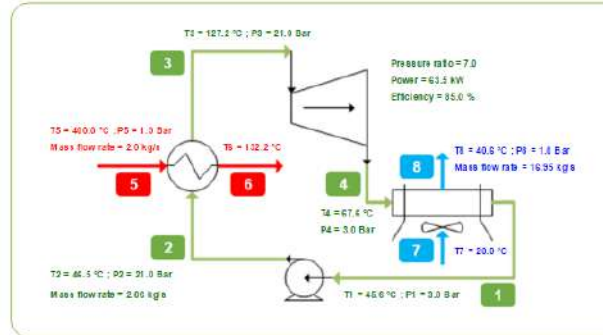 T3 = 127.2 °C ; P3 = 21.0 Bar
3
Pressure ratio = 7.0
Power = 63.5 kW
Efficiency = 85.0 %
T5 = 400.0 °C ; P5 = 1.0 Bar
Mass flow rate = 2.0 kg/s
T6 = 132.2 °C
5
6
T8 = 40.6 °C ; P8 = 1.0 Bar
Mass flow rate = 16.95 kg/s
8
4
T4 = 67.6 °C
P4 = 3.0 Bar
7
T7 = 20.0 °C
2
T2 = 46.5 °C ; P2 = 21.0 Bar
Mass flow rate = kg/s
T1 = 45.6 °C ; P1 = 3.0 Bar
1